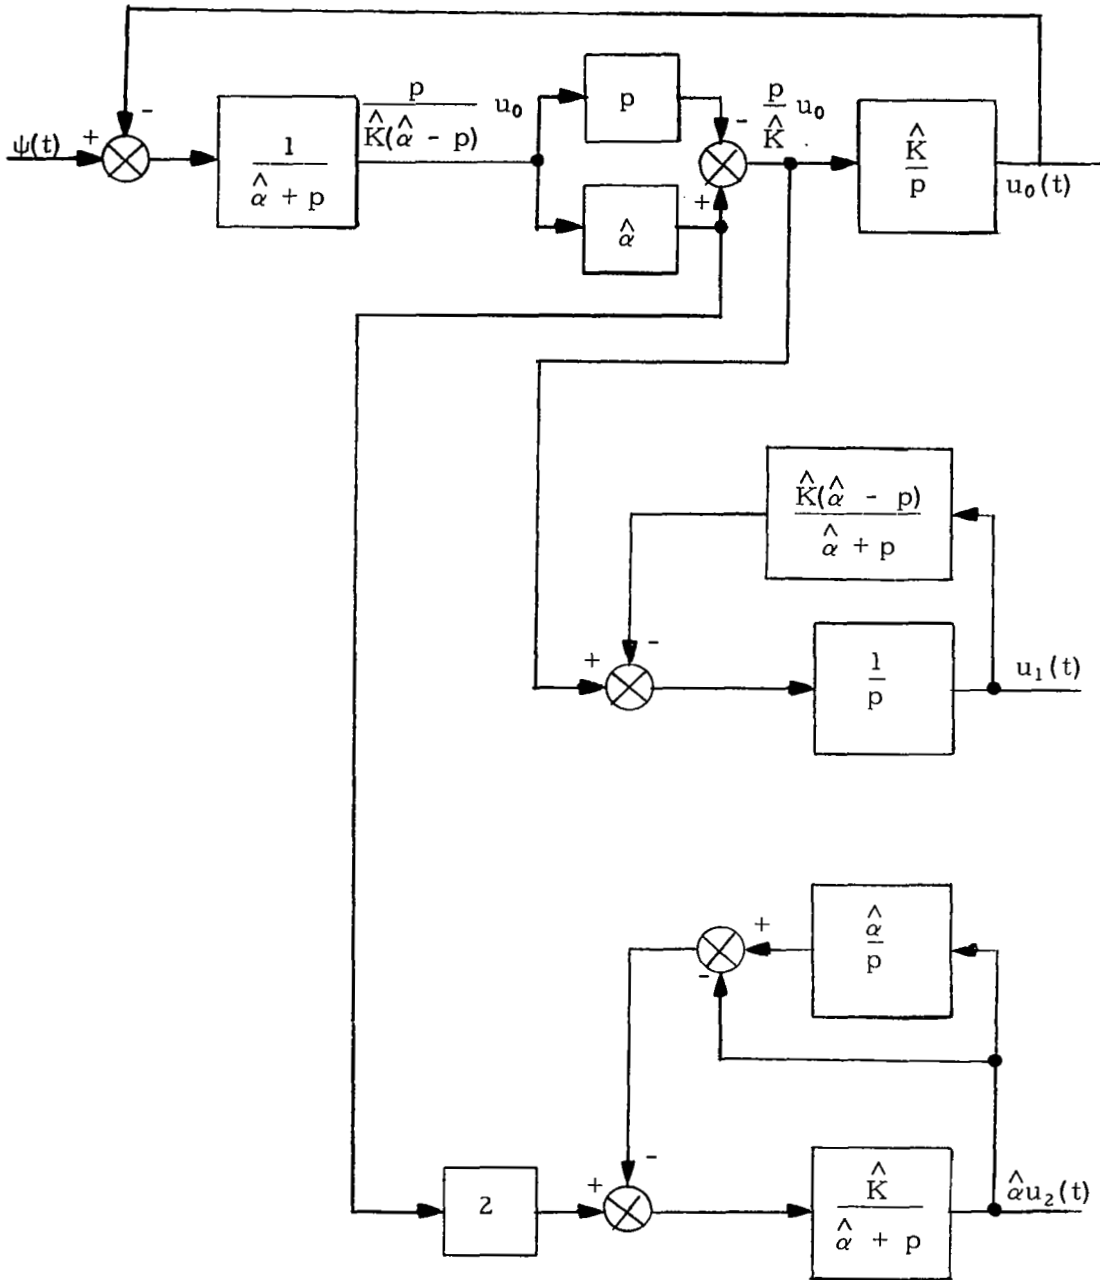 ψ(t)
+
-
1
α̂ + p
p
K̂(α̂ - p)
u₀
p
α̂
-
+
p
K̂
u₀
K̂
p
u₀(t)
K̂(α̂ - p)
α̂ + p
+
-
1
p
u₁(t)
+
-
α̂
p
2
+
-
K̂
α̂ + p
α̂u₂(t)